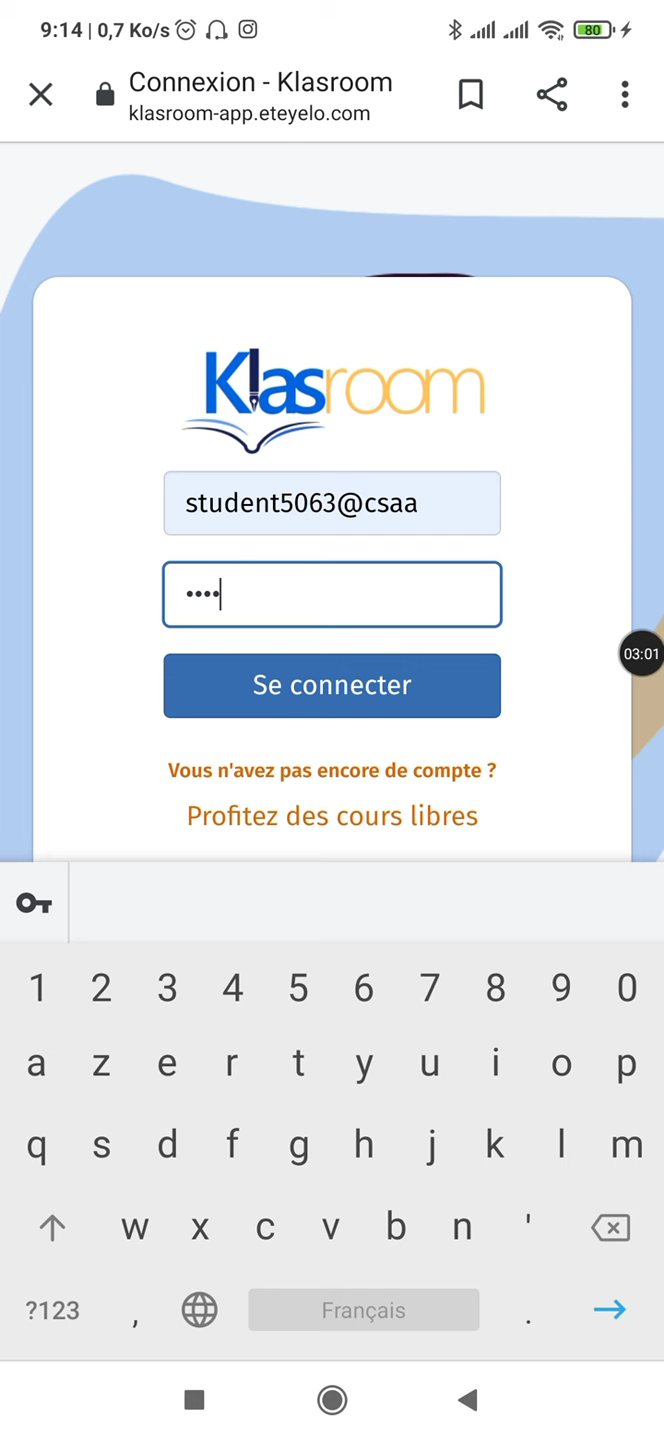 9:14 | 0,7 Ko/s
80
Connexion - Klasroom
klasroom-app.eteyelo.com
Klasroom
student5063@csaa
••••
03:01
Se connecter
Vous n'avez pas encore de compte ?
Profitez des cours libres
1 2 3 4 5 6 7 8 9 0
a z e r t y u i o p
q s d f g h j k l m
w x c v b n '
?123 , Français .